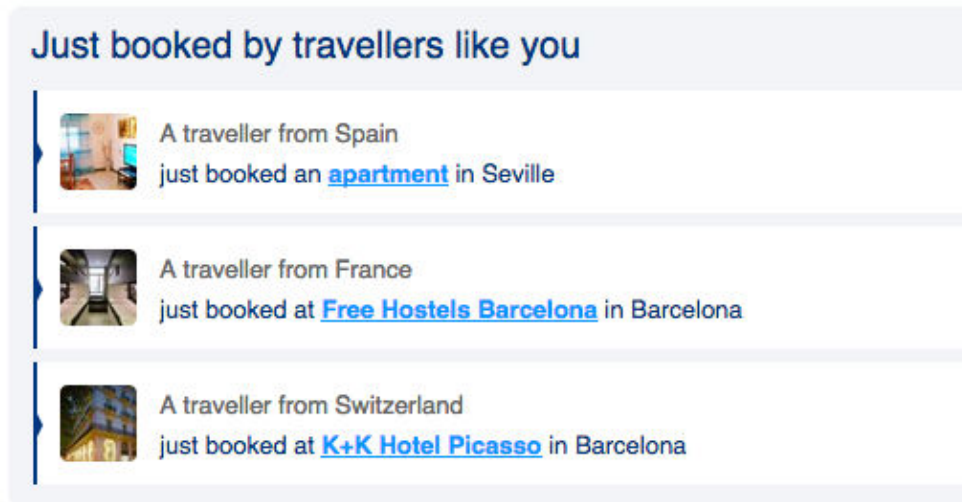 Just booked by travellers like you
A traveller from Spain
just booked an apartment in Seville
A traveller from France
just booked at Free Hostels Barcelona in Barcelona
A traveller from Switzerland
just booked at K+K Hotel Picasso in Barcelona